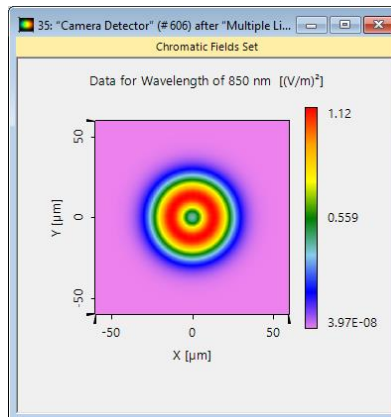 35: "Camera Detector" (# 606) after "Multiple Li...
Chromatic Fields Set
Data for Wavelength of 850 nm [(V/m)²]
1.12
50
Y [µm]
0
0.559
-50
3.97E-08
-50 0 50
X [µm]